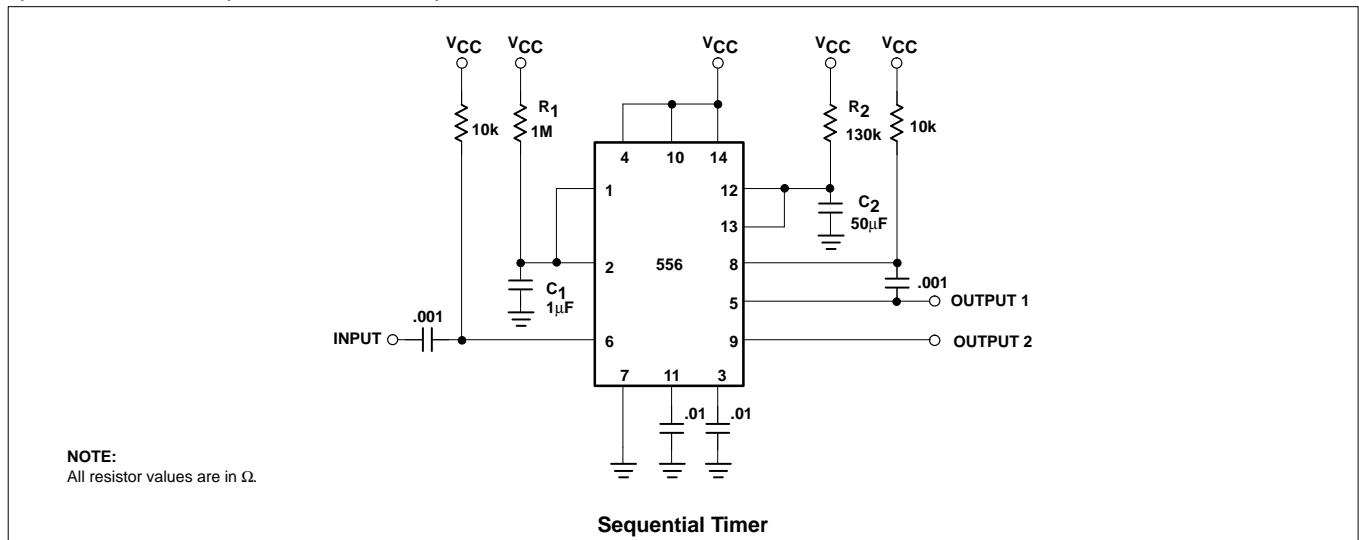 VCC VCC VCC VCC VCC
10k
R1
1M
R2
130k
10k
4 10 14
1
12
C2
50µF
13
2
556
8
.001
C1
1µF
5
OUTPUT 1
.001
INPUT
6
9
OUTPUT 2
7 11 3
.01 .01
NOTE:
All resistor values are in Ω.
Sequential Timer